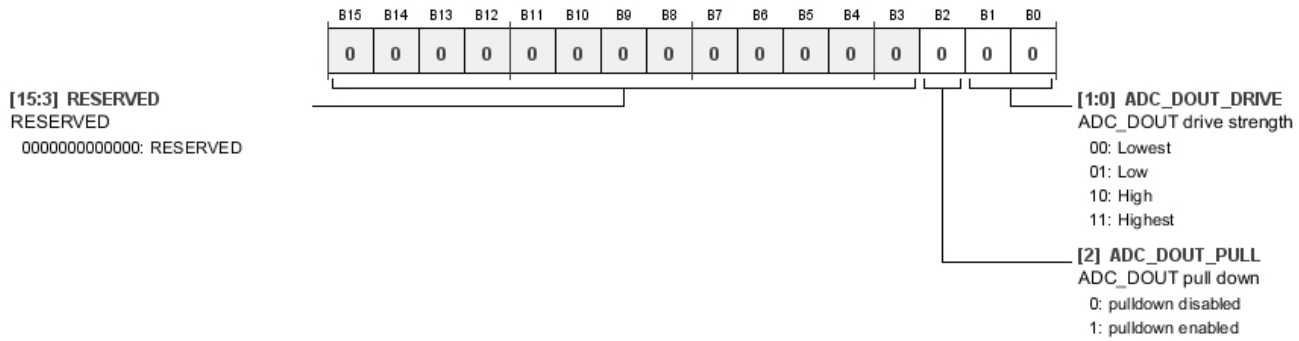 B15 B14 B13 B12 B11 B10 B9 B8 B7 B6 B5 B4 B3 B2 B1 B0
0 0 0 0 0 0 0 0 0 0 0 0 0 0 0 0
[15:3] RESERVED
RESERVED
0000000000000: RESERVED
[1:0] ADC_DOUT_DRIVE
ADC_DOUT drive strength
00: Lowest
01: Low
10: High
11: Highest
[2] ADC_DOUT_PULL
ADC_DOUT pull down
0: pulldown disabled
1: pulldown enabled